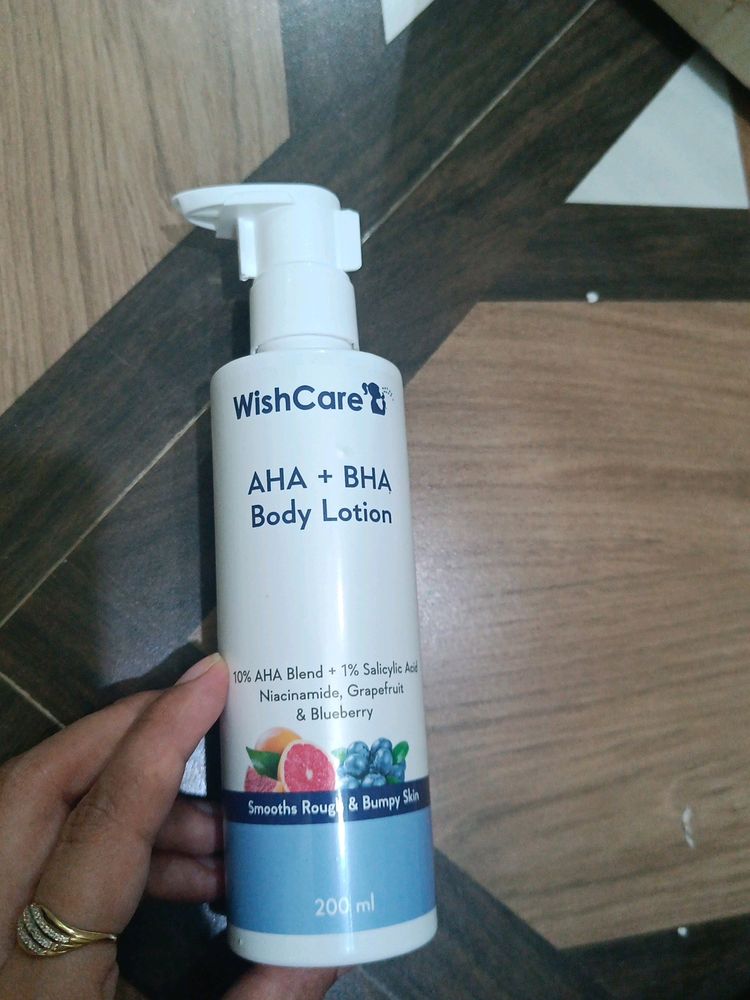 WishCare
AHA + BHA
Body Lotion
10% AHA Blend + 1% Salicylic Acid
Niacinamide, Grapefruit
& Blueberry
Smooths Rough & Bumpy Skin
200 ml